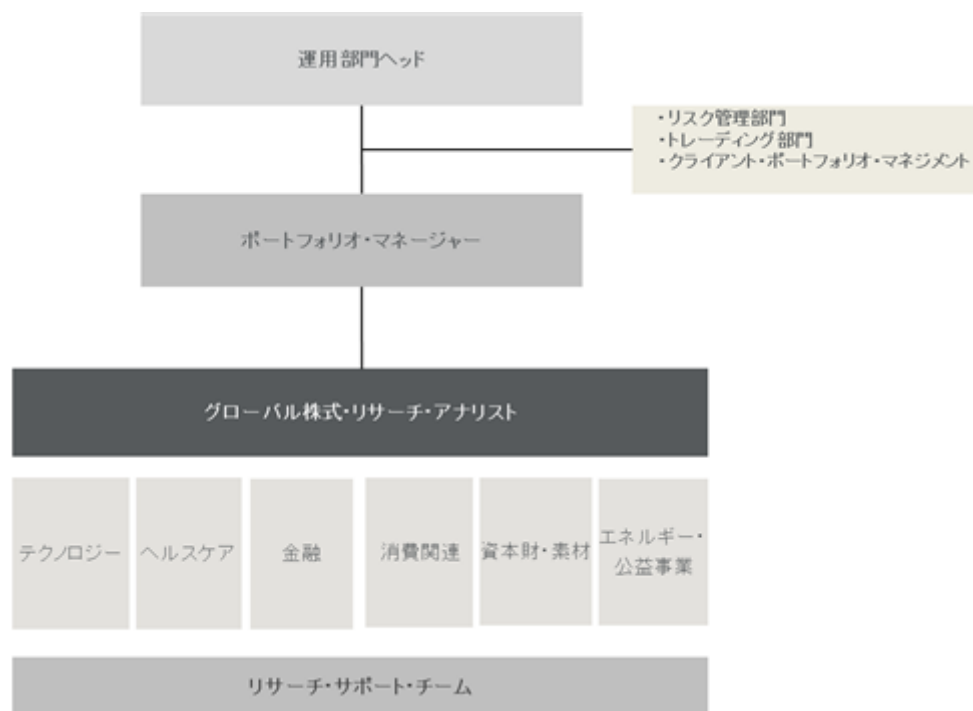 運用部門ヘッド
・リスク管理部門
・トレーディング部門
・クライアント・ポートフォリオ・マネジメント
ポートフォリオ・マネージャー
グローバル株式・リサーチ・アナリスト
テクノロジー
ヘルスケア
金融
消費関連
資本財・素材
エネルギー・
公益事業
リサーチ・サポート・チーム